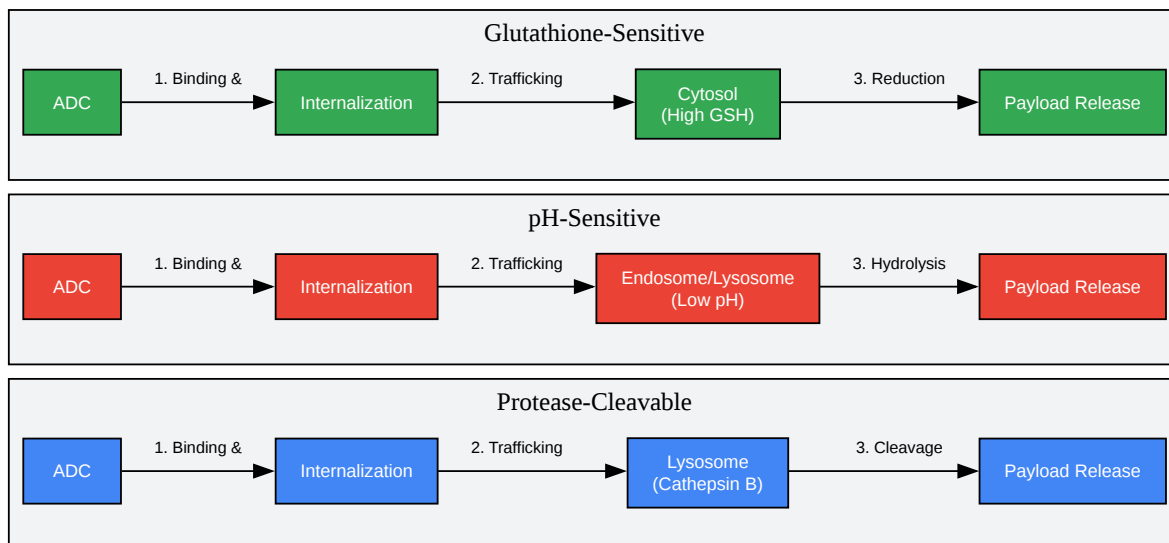 Glutathione-Sensitive
ADC
1. Binding &
Internalization
2. Trafficking
Cytosol
(High GSH)
3. Reduction
Payload Release
pH-Sensitive
ADC
1. Binding &
Internalization
2. Trafficking
Endosome/Lysosome
(Low pH)
3. Hydrolysis
Payload Release
Protease-Cleavable
ADC
1. Binding &
Internalization
2. Trafficking
Lysosome
(Cathepsin B)
3. Cleavage
Payload Release